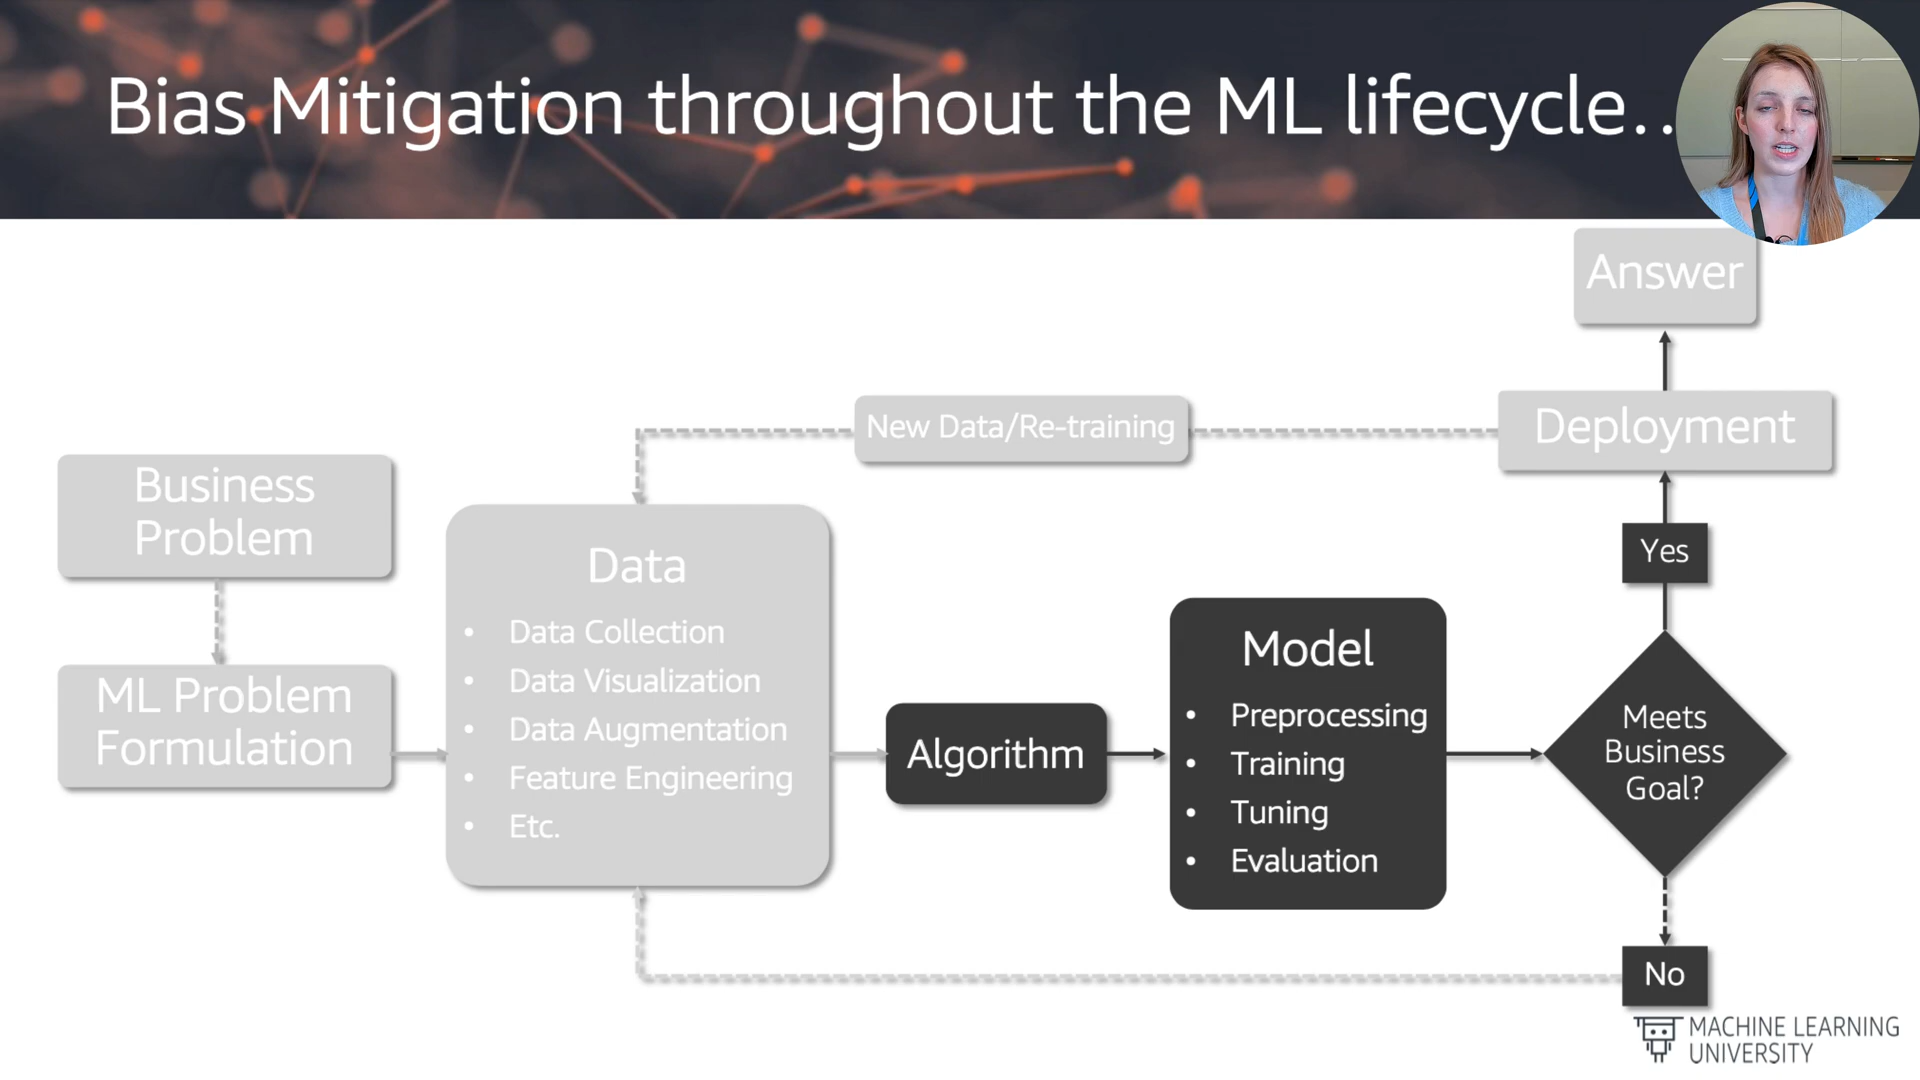 Bias Mitigation throughout the ML lifecycle..
Answer
New Data/Re-training
Deployment
Business
Problem
ML Problem
Formulation
Data
• Data Collection
• Data Visualization
• Data Augmentation
• Feature Engineering
• Etc.
Algorithm
Model
• Preprocessing
• Training
• Tuning
• Evaluation
Yes
Meets
Business
Goal?
No
MACHINE LEARNING
UNIVERSITY